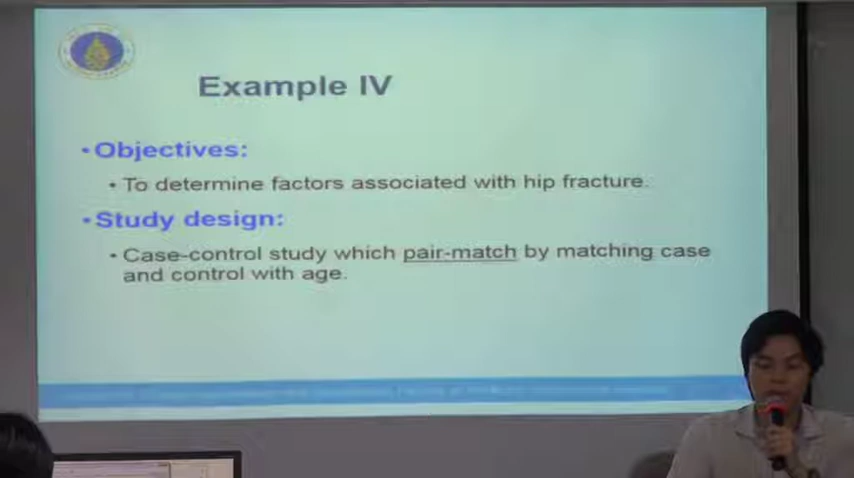 Example IV
•Objectives:
• To determine factors associated with hip fracture.
•Study design:
• Case-control study which pair-match by matching case
and control with age.